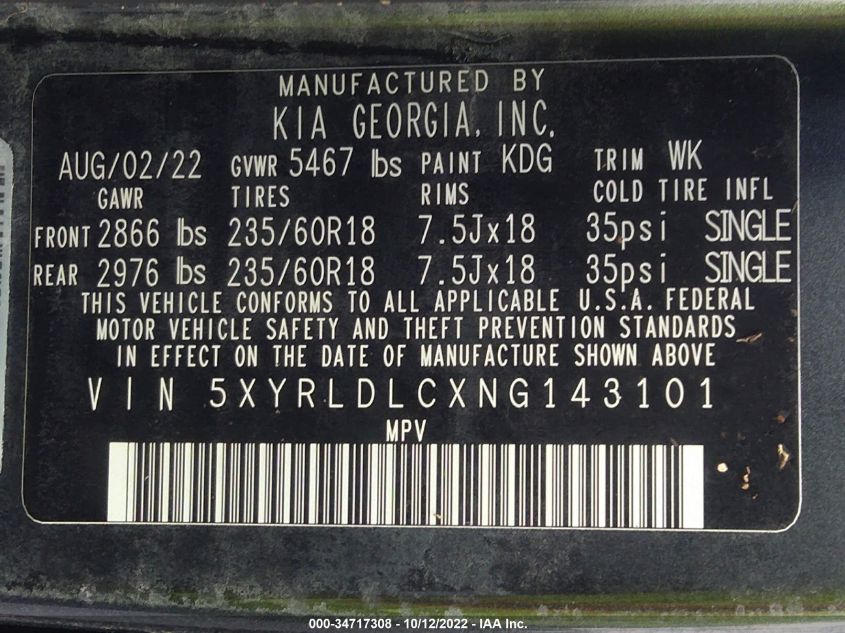 MANUFACTURED BY
KIA GEORGIA, INC.
AUG/02/22 GVWR 5467 lbs PAINT KDG TRIM WK
GAWR TIRES RIMS COLD TIRE INFL
FRONT 2866 lbs 235/60R18 7.5Jx18 35psi SINGLE
REAR 2976 lbs 235/60R18 7.5Jx18 35psi SINGLE
THIS VEHICLE CONFORMS TO ALL APPLICABLE U.S.A. FEDERAL
MOTOR VEHICLE SAFETY AND THEFT PREVENTION STANDARDS
IN EFFECT ON THE DATE OF MANUFACTURE SHOWN ABOVE
VIN 5XYRLDLCXNG143101
MPV
000-34717308 - 10/12/2022 - IAA Inc.